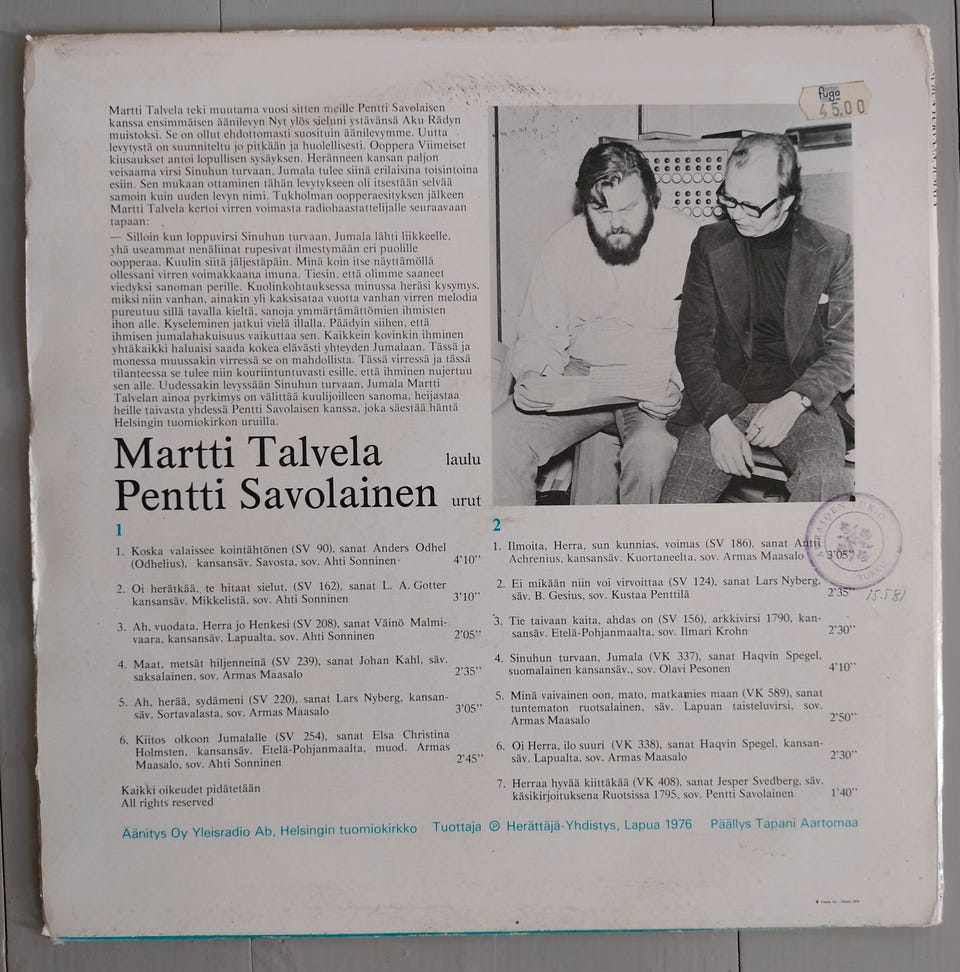 Martti Talvela teki muutama vuosi sitten meille Pentti Savolaisen
kanssa ensimmäisen äänilevyn Nyt ylös sieluni ystävänsä Aku Rädyn
muistoksi. Se on ollut ehdottomasti suosituin äänilevymme. Uutta
levytystä on suunniteltu jo pitkään ja huolellisesti. Ooppera Viimeiset
kiusaukset antoi lopullisen sysäyksen. Heränneen kansan paljon
veisaama virsi Sinuhun turvaan, Jumala tulee siinä erilaisina toisintoina
esiin. Sen mukaan ottaminen tähän levytykseen oli itsestään selvää
samoin kuin uuden levyn nimi. Tukholman oopperaesityksen jälkeen
Martti Talvela kertoi virren voimasta radiohaastattelijalle seuraavaan
tapaan:
— Silloin kun loppuvirsi Sinuhun turvaan, Jumala lähti liikkeelle,
yhä useammat nenäliinat rupesivat ilmestymään eri puolille
oopperaa. Kuulin siitä jäljestäpäin. Minä koin itse näyttämöllä
ollessani virren voimakkaana imuna. Tiesin, että olimme saaneet
viedyksi sanoman perille. Kuolinkohtauksessa minussa heräsi kysymys,
miksi niin vanhan, ainakin yli kaksisataa vuotta vanhan virren melodia
pureutuu sillä tavalla kieltä, sanoja ymmärtämättömien ihmisten
ihon alle. Kyseleminen jatkui vielä illalla. Päädyin siihen, että
ihmisen jumalahakuisuus vaikuttaa sen. Kaikkein kovinkin ihminen
yhtäkaikki haluaisi saada kokea elävästi yhteyden Jumalaan. Tässä ja
monessa muussakin virressä se on mahdollista. Tässä virressä ja tässä
tilanteessa se tulee niin kouriintuntuvasti esille, että ihminen nujertuu
sen alle. Uudessakin levyssään Sinuhun turvaan, Jumala Martti
Talvelan ainoa pyrkimys on välittää kuulijoilleen sanoma, heijastaa
heille taivasta yhdessä Pentti Savolaisen kanssa, joka säestää häntä
Helsingin tuomiokirkon uruilla.
fuga
45.00
Martti Talvela laulu
Pentti Savolainen urut
1
1. Koska valaissee kointähtönen (SV 90), sanat Anders Odhel
(Odhelius), kansansäv. Savosta, sov. Ahti Sonninen 4'10"
2. Oi herätkää, te hitaat sielut, (SV 162), sanat L. A. Gotter
kansansäv. Mikkelistä, sov. Ahti Sonninen 3'10"
3. Ah, vuodata, Herra jo Henkesi (SV 208), sanat Väinö Malmi-
vaara, kansansäv. Lapualta, sov. Ahti Sonninen 2'05"
4. Maat, metsät hiljenneinä (SV 239), sanat Johan Kahl, säv.
saksalainen, sov. Armas Maasalo 2'35"
5. Ah, herää, sydämeni (SV 220), sanat Lars Nyberg, kansan-
säv. Sortavalasta, sov. Armas Maasalo 3'05"
6. Kiitos olkoon Jumalalle (SV 254), sanat Elsa Christina
Holmsten, kansansäv. Etelä-Pohjanmaalta, muod. Armas
Maasalo, sov. Ahti Sonninen 2'45"
Kaikki oikeudet pidätetään
All rights reserved
2
1. Ilmoita, Herra, sun kunnias, voimas (SV 186), sanat Antti
Achrenius, kansansäv. Kuortaneelta, sov. Armas Maasalo 3'05"
2. Ei mikään niin voi virvoittaa (SV 124), sanat Lars Nyberg,
säv. B. Gesius, sov. Kustaa Penttilä 2'35"
3. Tie taivaan kaita, ahdas on (SV 156), arkkivirsi 1790, kan-
sansäv. Etelä-Pohjanmaalta, sov. Ilmari Krohn 2'30"
4. Sinuhun turvaan, Jumala (VK 337), sanat Haqvin Spegel,
suomalainen kansansäv., sov. Olavi Pesonen 4'10"
5. Minä vaivainen oon, mato, matkamies maan (VK 589), sanat
tuntematon ruotsalainen, säv. Lapuan taisteluvirsi, sov.
Armas Maasalo 2'50"
6. Oi Herra, ilo suuri (VK 338), sanat Haqvin Spegel, kansan-
säv. Lapualta, sov. Armas Maasalo 2'30"
7. Herraa hyvää kiittäkää (VK 408), sanat Jesper Svedberg, säv.
käsikirjoituksena Ruotsissa 1795, sov. Pentti Savolainen 1'40"
LUKIO
TURKU
15.5.81
Äänitys Oy Yleisradio Ab, Helsingin tuomiokirkko Tuottaja ℗ Herättäjä-Yhdistys, Lapua 1976 Päällys Tapani Aartomaa